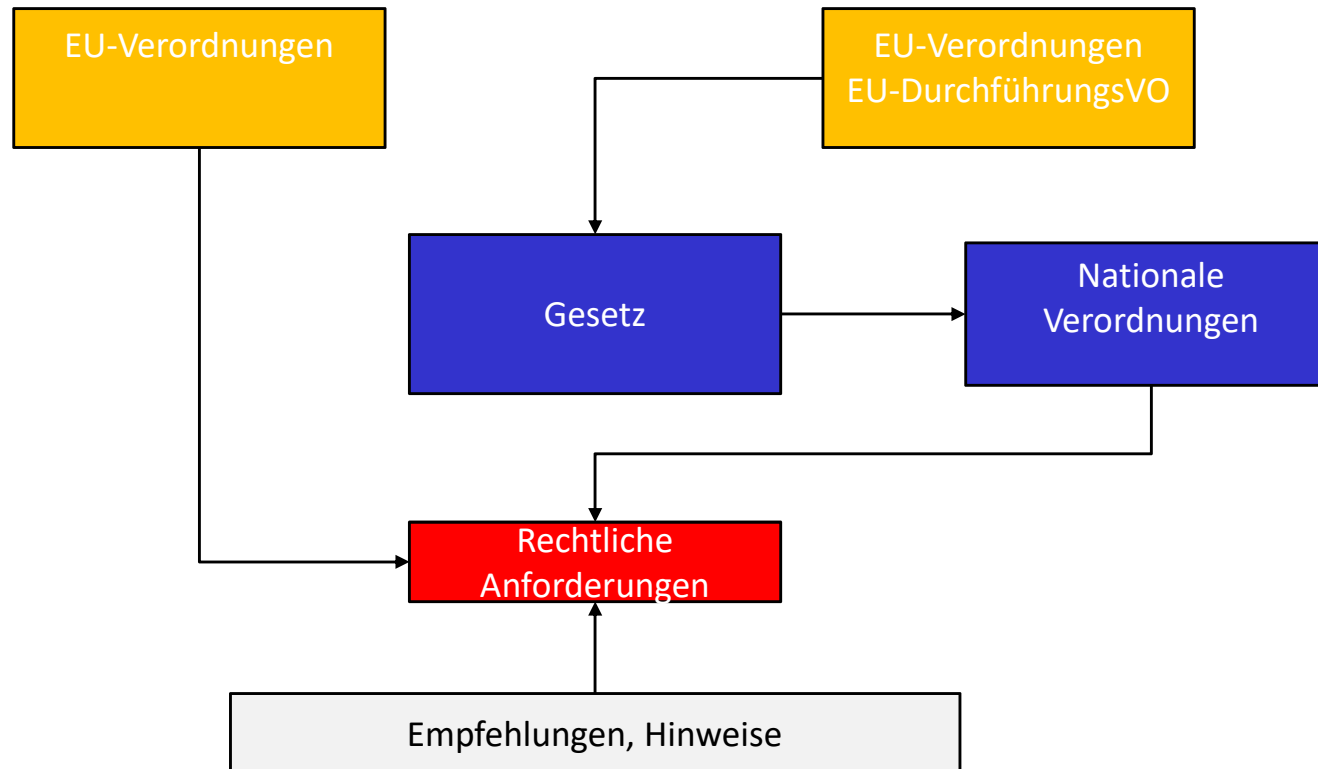 EU-Verordnungen
EU-Verordnungen
EU-DurchführungsVO
Gesetz
Nationale
Verordnungen
Rechtliche
Anforderungen
Empfehlungen, Hinweise